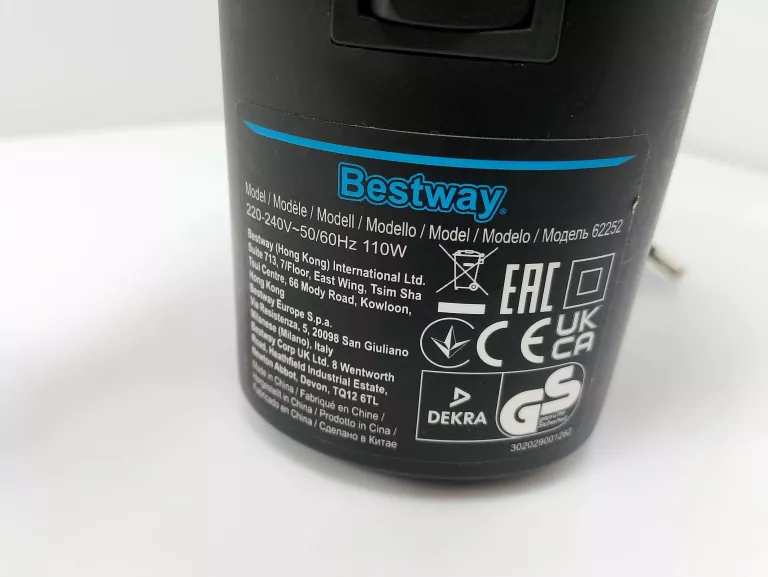 Bestway®
Model / Modèle / Modell / Modello / Model / Modelo / Модель 62252
220-240V~50/60Hz 110W
Bestway (Hong Kong) International Ltd.
Suite 713, 7/Floor, East Wing, Tsim Sha
Tsui Centre, 66 Mody Road, Kowloon,
Hong Kong
Bestway Europe S.p.a.
Via Resistenza, 5, 20098 San Giuliano
Milanese (Milano), Italy
Bestway Corp UK Ltd. 8 Wentworth
Road, Heathfield Industrial Estate,
Newton Abbot, Devon, TQ12 6TL
Made in China / Fabriqué en Chine /
Hergestellt in China / Prodotto in Cina /
Fabricado en China / Сделано в Китае
EAC
CE
UK
CA
DEKRA
GS
geprüfte
Sicherheit
302029001260